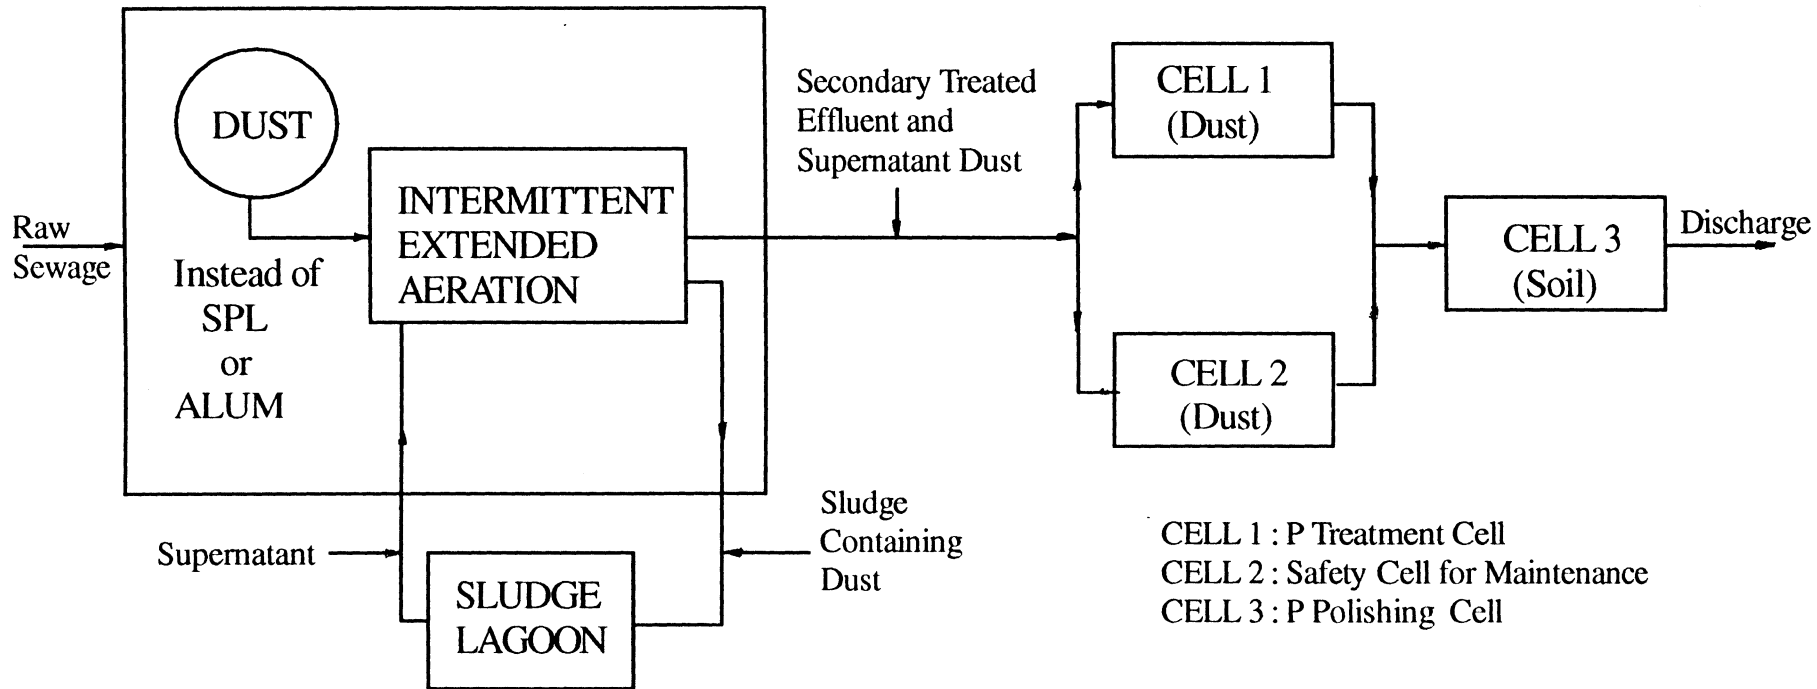 DUST
Raw
Sewage
Instead of
SPL
or
ALUM
INTERMITTENT
EXTENDED
AERATION
Supernatant
SLUDGE
LAGOON
Sludge
Containing
Dust
Secondary Treated
Effluent and
Supernatant Dust
CELL 1
(Dust)
CELL 2
(Dust)
CELL 3
(Soil)
Discharge
CELL 1 : P Treatment Cell
CELL 2 : Safety Cell for Maintenance
CELL 3 : P Polishing Cell